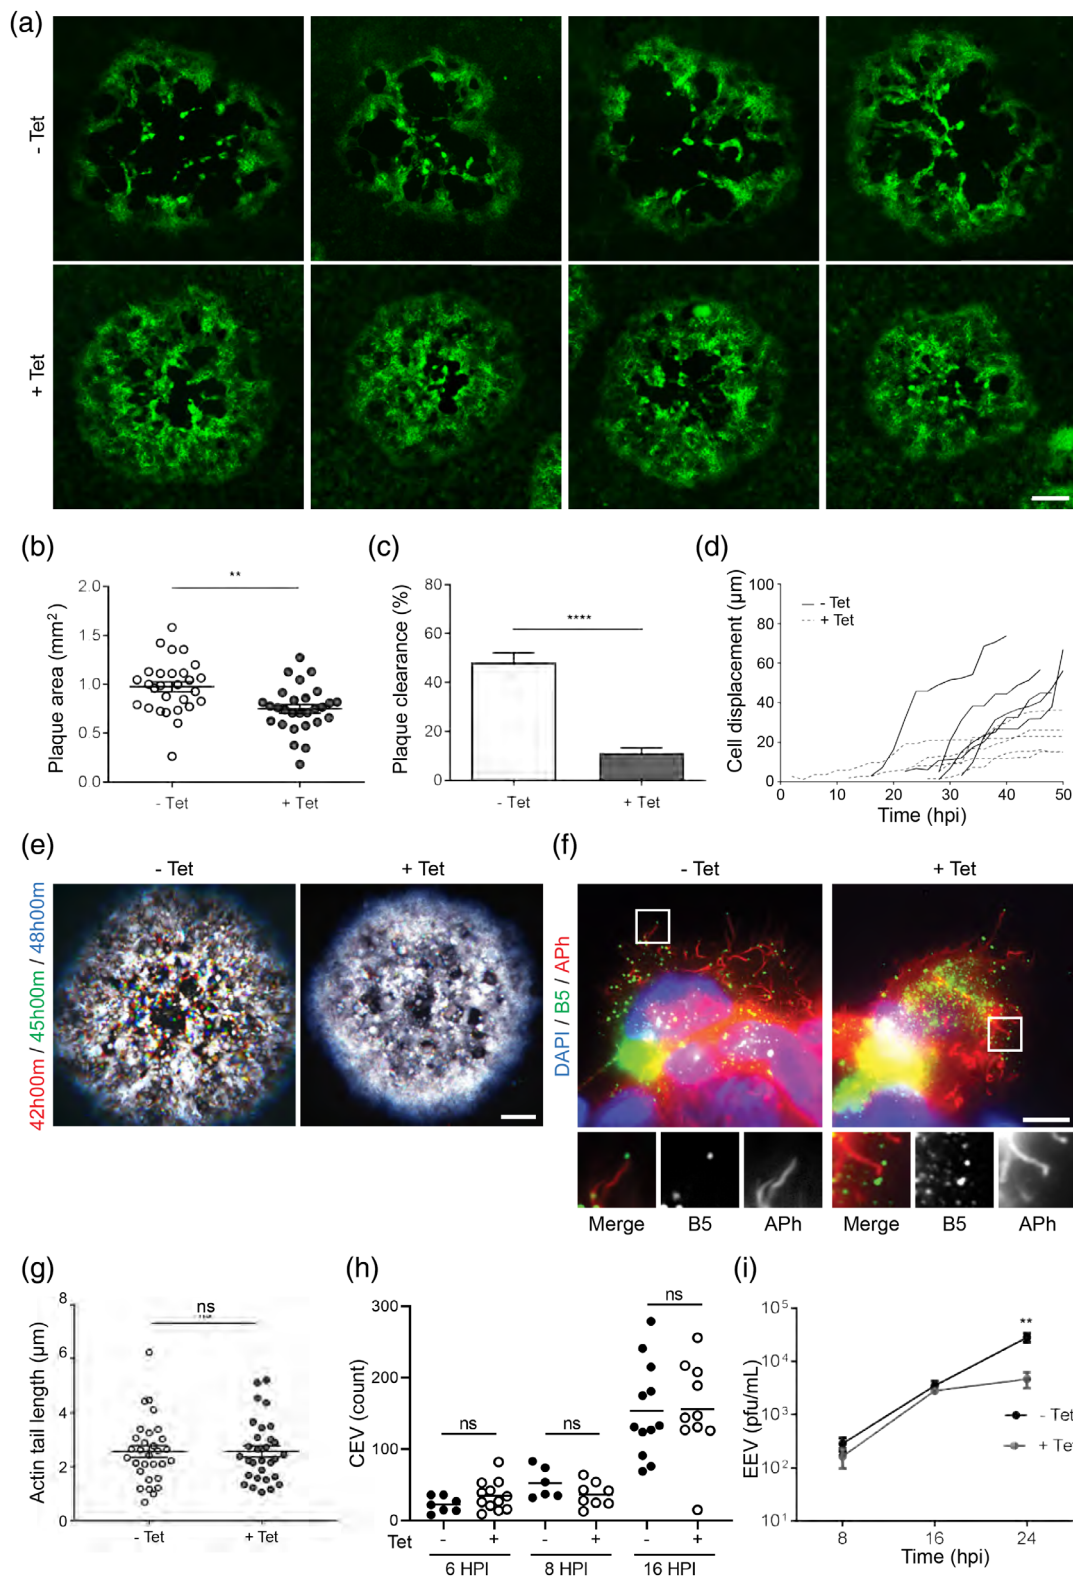 (a)
- Tet
+ Tet
(b)
Plaque area (mm²)
2.0
1.5
1.0
0.5
0.0
**
- Tet
+ Tet
(c)
Plaque clearance (%)
80
60
40
20
0
****
- Tet
+ Tet
(d)
Cell displacement (µm)
100
80
60
40
20
0
- Tet
+ Tet
0 10 20 30 40 50
Time (hpi)
(e)
- Tet
+ Tet
42h00m / 45h00m / 48h00m
(f)
- Tet
+ Tet
DAPI / B5 / APh
Merge B5 APh
Merge B5 APh
(g)
Actin tail length (µm)
8
6
4
2
0
ns
- Tet
+ Tet
(h)
CEV (count)
300
200
100
0
ns
ns
ns
Tet - + - + - +
6 HPI 8 HPI 16 HPI
(i)
EEV (pfu/mL)
10⁵
10⁴
10³
10²
10¹
**
- Tet
+ Tet
8 16 24
Time (hpi)